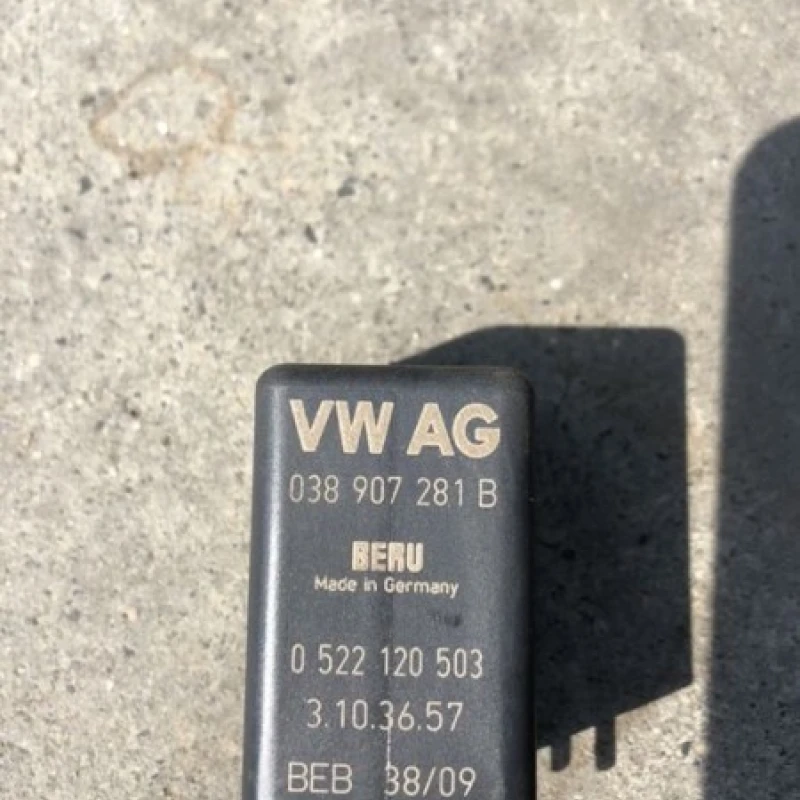 VW AG
038 907 281 B
BERU
Made in Germany
0 522 120 503
3.10.36.57
BEB 38/09